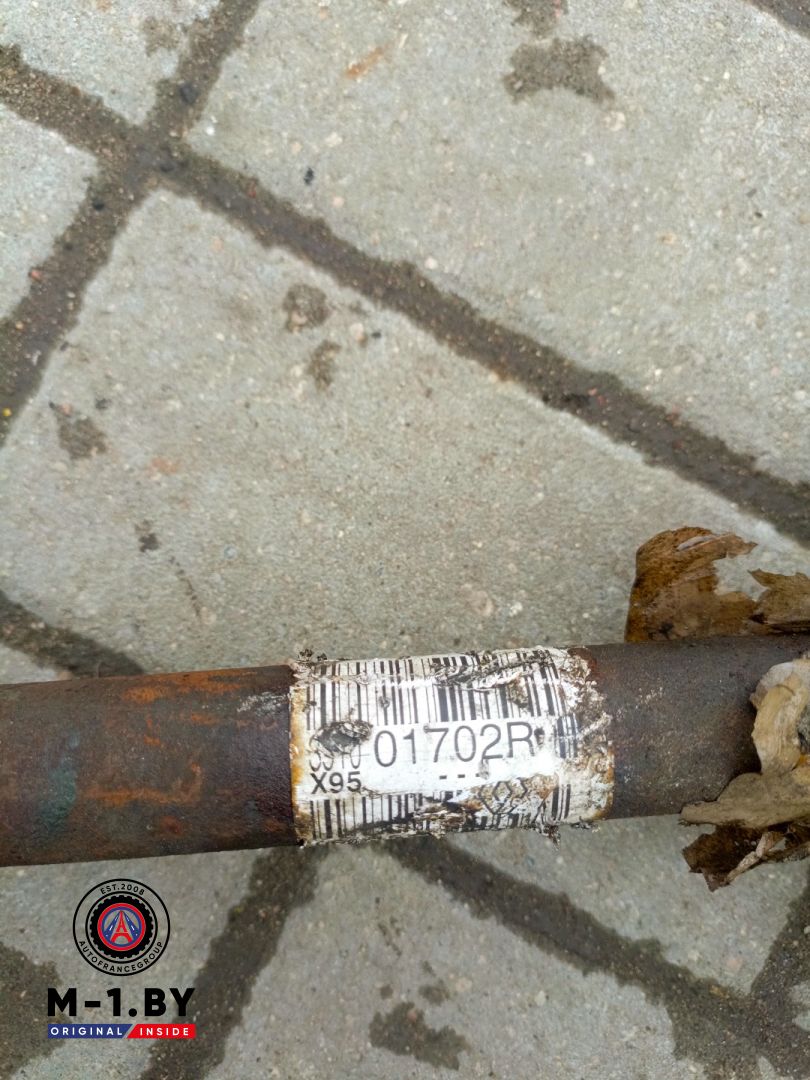 01702R
X95
EST.2008
AUTOFRANCEGROUP
M-1.BY
ORIGINAL INSIDE